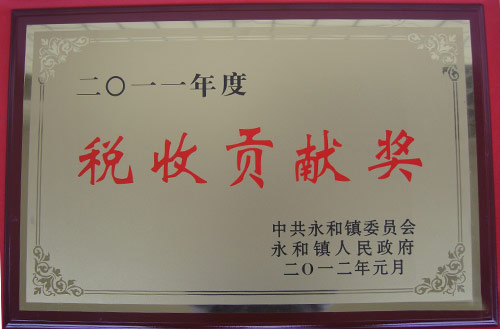 二〇一一年度
税收贡献奖
中共永和镇委员会
永和镇人民政府
二〇一二年元月